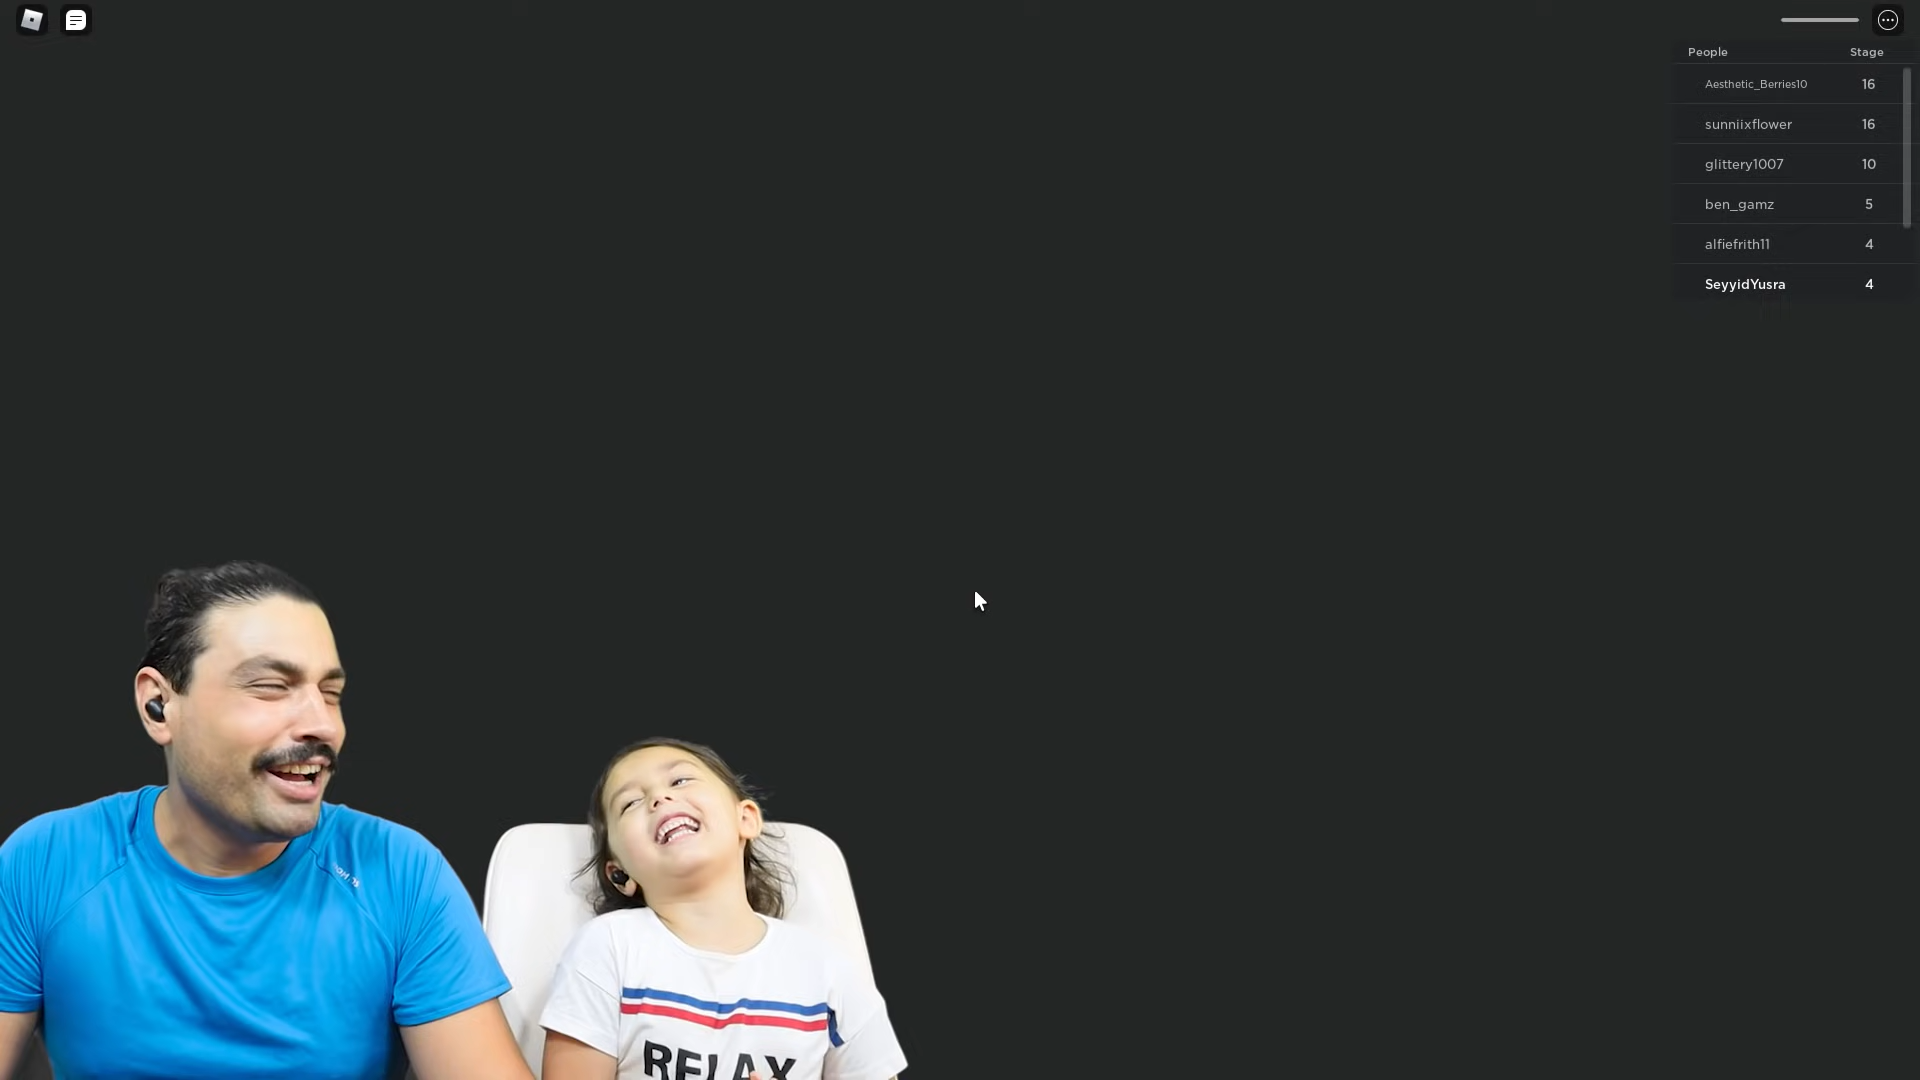 People Stage
Aesthetic_Berries10 16
sunniixflower 16
glittery1007 10
ben_gamz 5
alfiefrith11 4
SeyyidYusra 4
RELAX